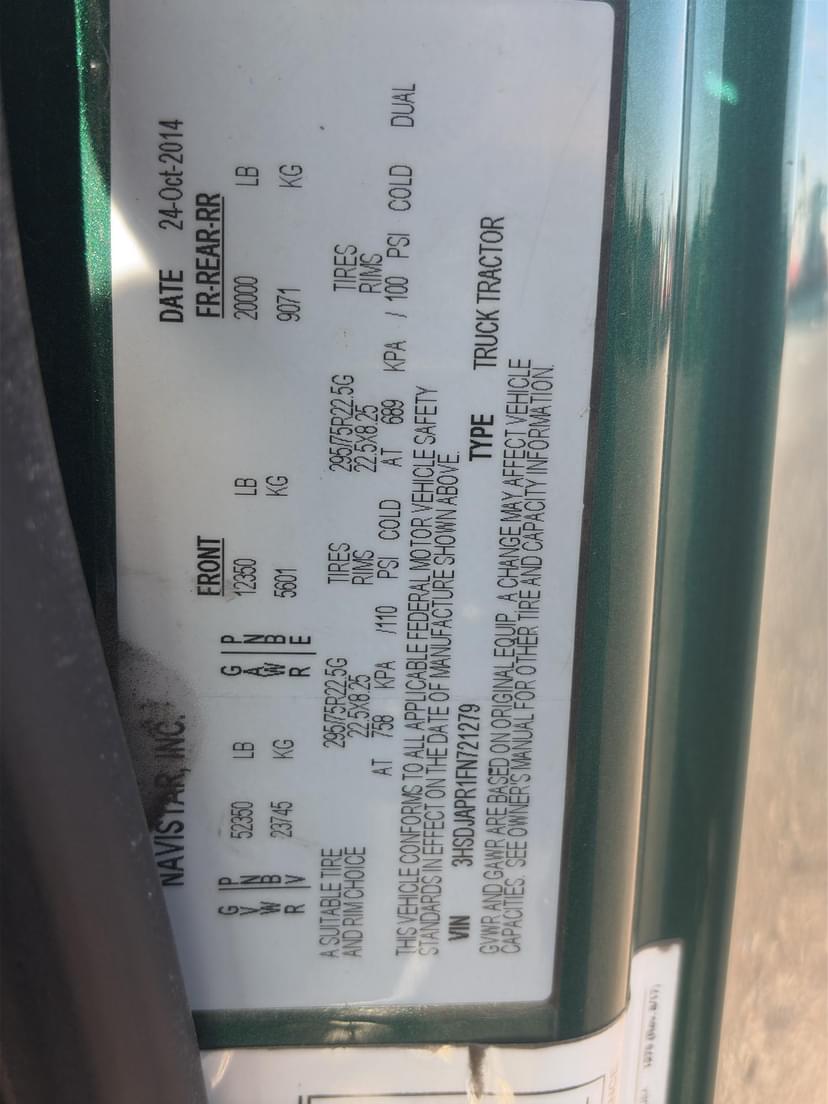 NAVISTAR, INC. DATE 24-Oct-2014
FRONT FR-REAR-RR
G P 52350 LB G P 12350 LB 20000 LB
V N A N
W B 23745 KG W B 5601 KG 9071 KG
R V R E
A SUITABLE TIRE 295/75R22.5G TIRES 295/75R22.5G TIRES
AND RIM CHOICE 22.5X8.25 RIMS 22.5X8.25 RIMS
AT 758 KPA /110 PSI COLD AT 689 KPA / 100 PSI COLD DUAL
THIS VEHICLE CONFORMS TO ALL APPLICABLE FEDERAL MOTOR VEHICLE SAFETY
STANDARDS IN EFFECT ON THE DATE OF MANUFACTURE SHOWN ABOVE.
VIN 3HSDJAPR1FN721279 TYPE TRUCK TRACTOR
GVWR AND GAWR ARE BASED ON ORIGINAL EQUIP. A CHANGE MAY AFFECT VEHICLE
CAPACITIES. SEE OWNER'S MANUAL FOR OTHER TIRE AND CAPACITY INFORMATION.